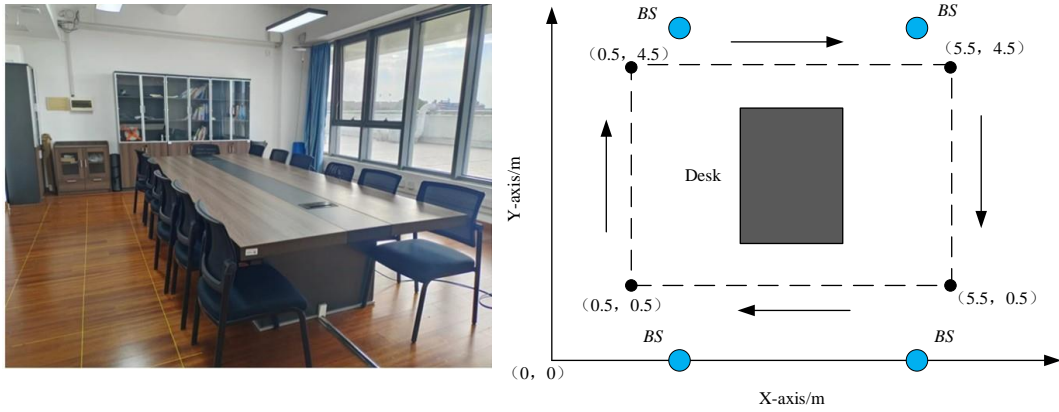 BS
BS
（0.5，4.5）
（5.5，4.5）
Y-axis/m
Desk
（0.5，0.5）
（5.5，0.5）
BS
BS
（0，0）
X-axis/m